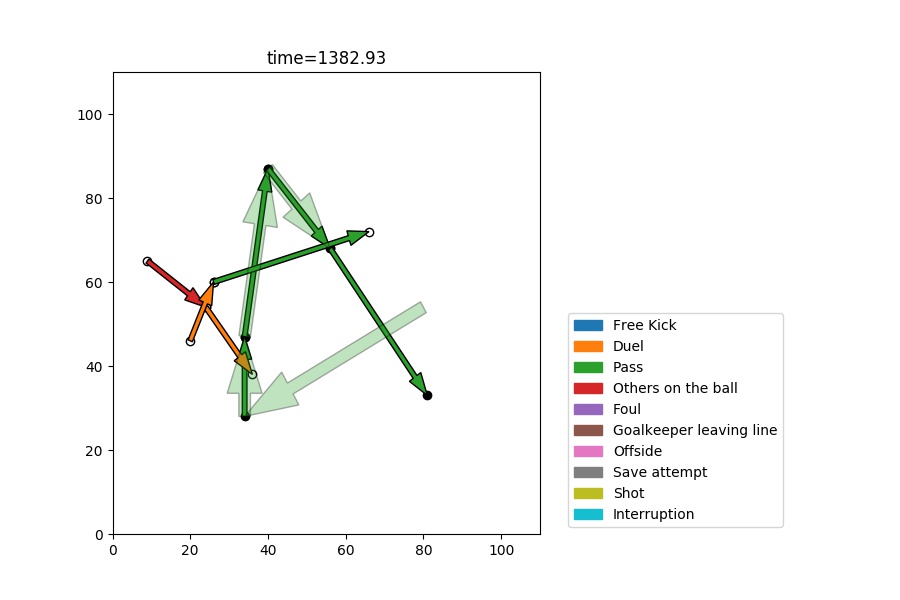 time=1382.93
100
80
60
40
20
0
0 20 40 60 80 100
Free Kick
Duel
Pass
Others on the ball
Foul
Goalkeeper leaving line
Offside
Save attempt
Shot
Interruption